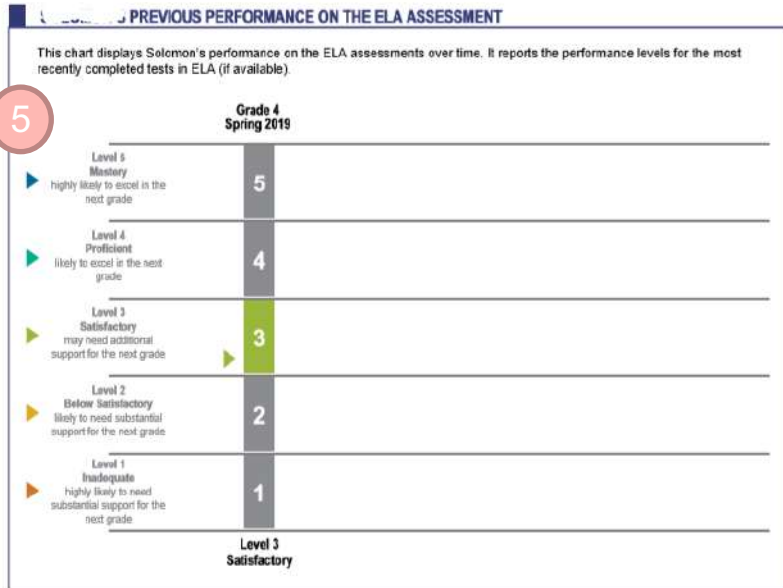 PREVIOUS PERFORMANCE ON THE ELA ASSESSMENT
This chart displays Solomon's performance on the ELA assessments over time. It reports the performance levels for the most
recently completed tests in ELA (if available).
5
Grade 4
Spring 2019
Level 5
Mastery
highly likely to excel in the
next grade
5
Level 4
Proficient
likely to excel in the next
grade
4
Level 3
Satisfactory
may need additional
support for the next grade
3
Level 2
Below Satisfactory
likely to need substantial
support for the next grade
2
Level 1
Inadequate
highly likely to need
substantial support for the
next grade
1
Level 3
Satisfactory